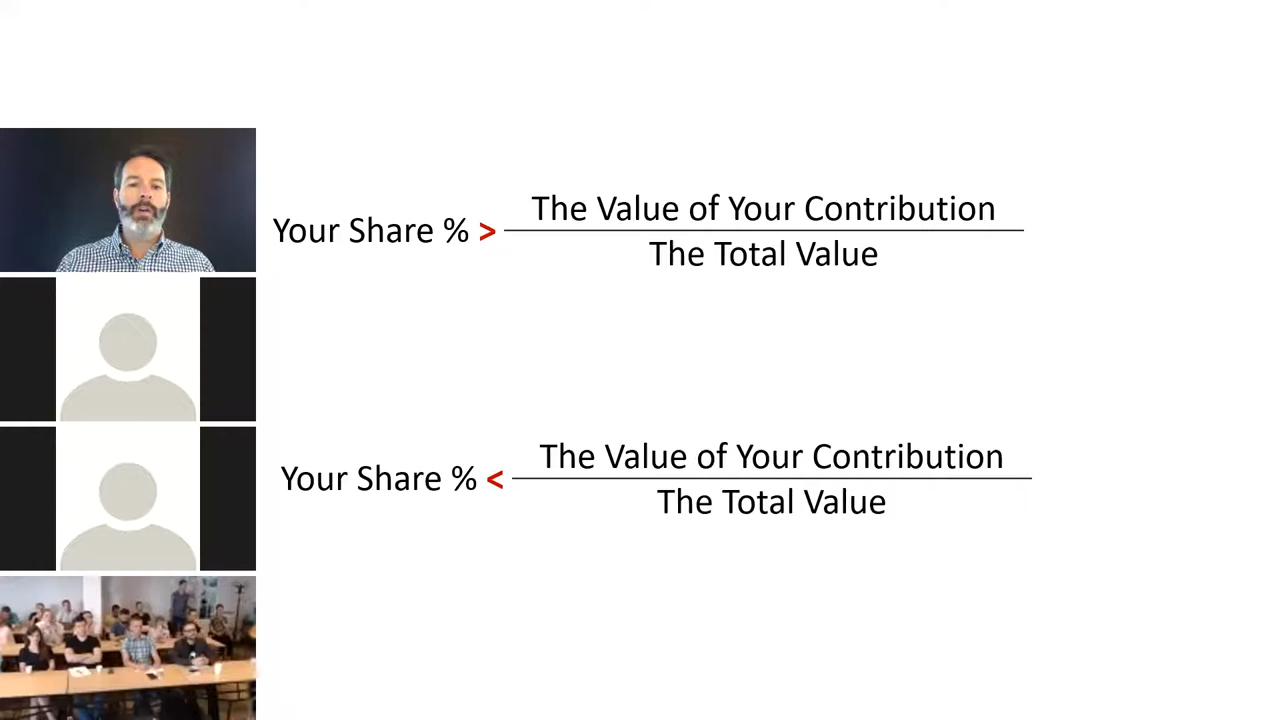 Your Share % > The Value of Your Contribution
The Total Value
Your Share % < The Value of Your Contribution
The Total Value